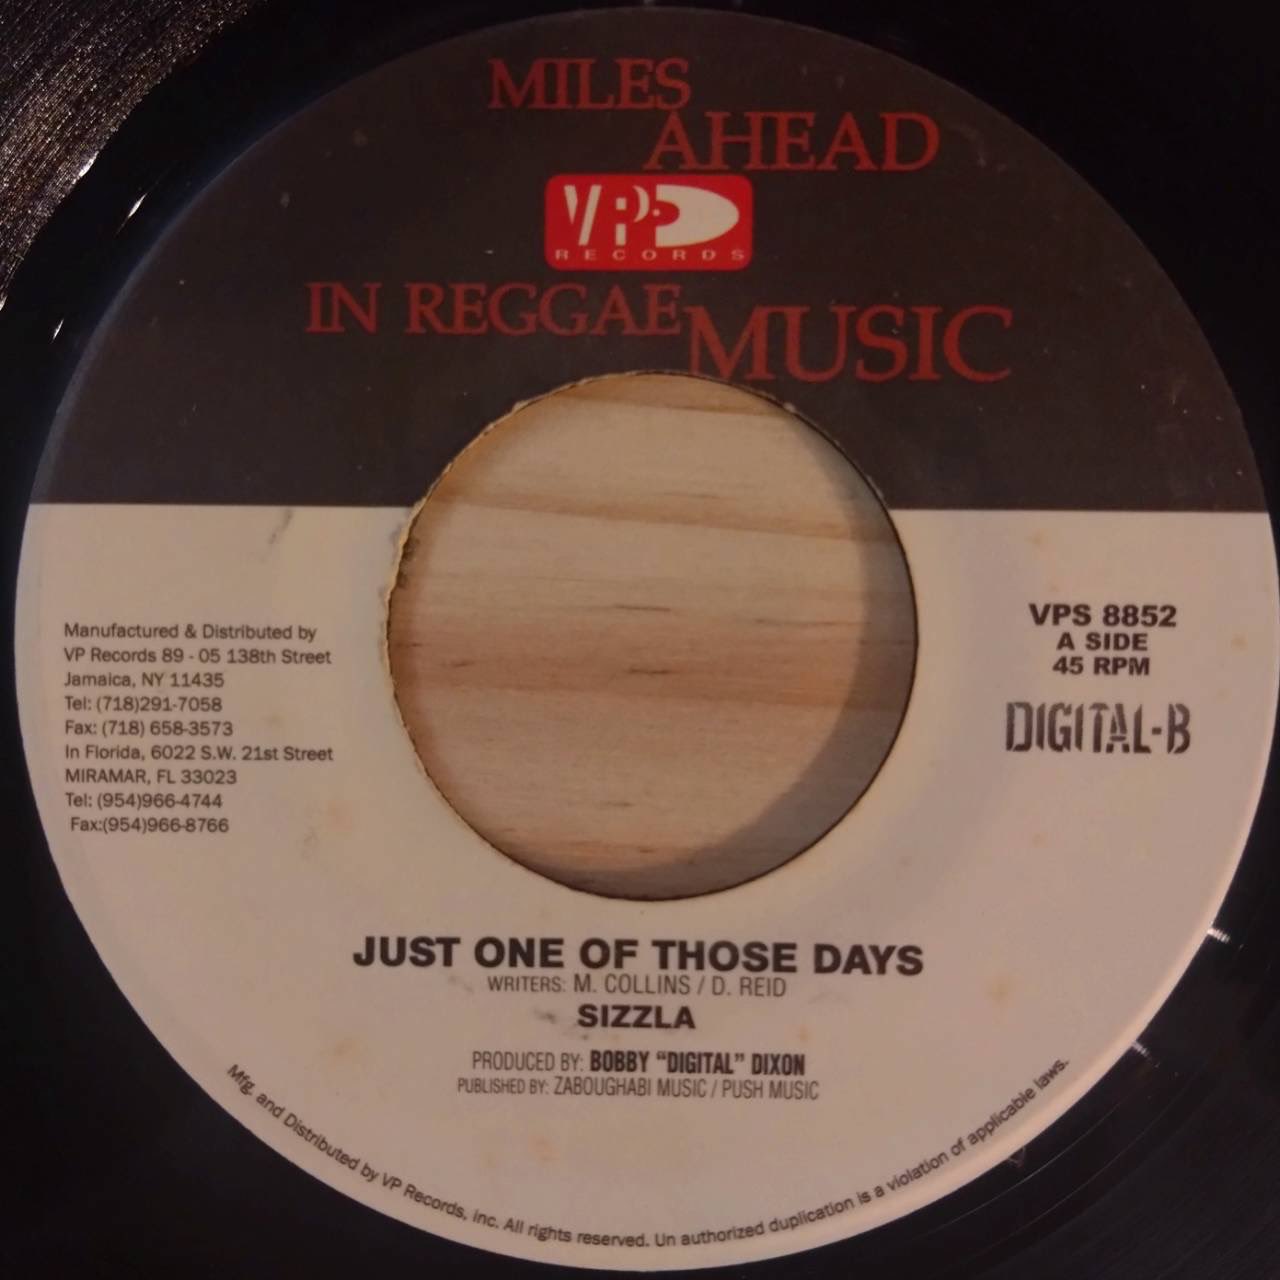 MILES
AHEAD
VP
RECORDS
IN REGGAE
MUSIC
Manufactured & Distributed by
VP Records 89 - 05 138th Street
Jamaica, NY 11435
Tel: (718)291-7058
Fax: (718) 658-3573
In Florida, 6022 S.W. 21st Street
MIRAMAR, FL 33023
Tel: (954)966-4744
Fax:(954)966-8766
VPS 8852
A SIDE
45 RPM
DIGITAL-B
JUST ONE OF THOSE DAYS
WRITERS: M. COLLINS / D. REID
SIZZLA
PRODUCED BY: BOBBY "DIGITAL" DIXON
PUBLISHED BY: ZABOUGHABI MUSIC / PUSH MUSIC
Mfg. and Distributed by VP Records, Inc. All rights reserved. Un authorized duplication is a violation of applicable laws.